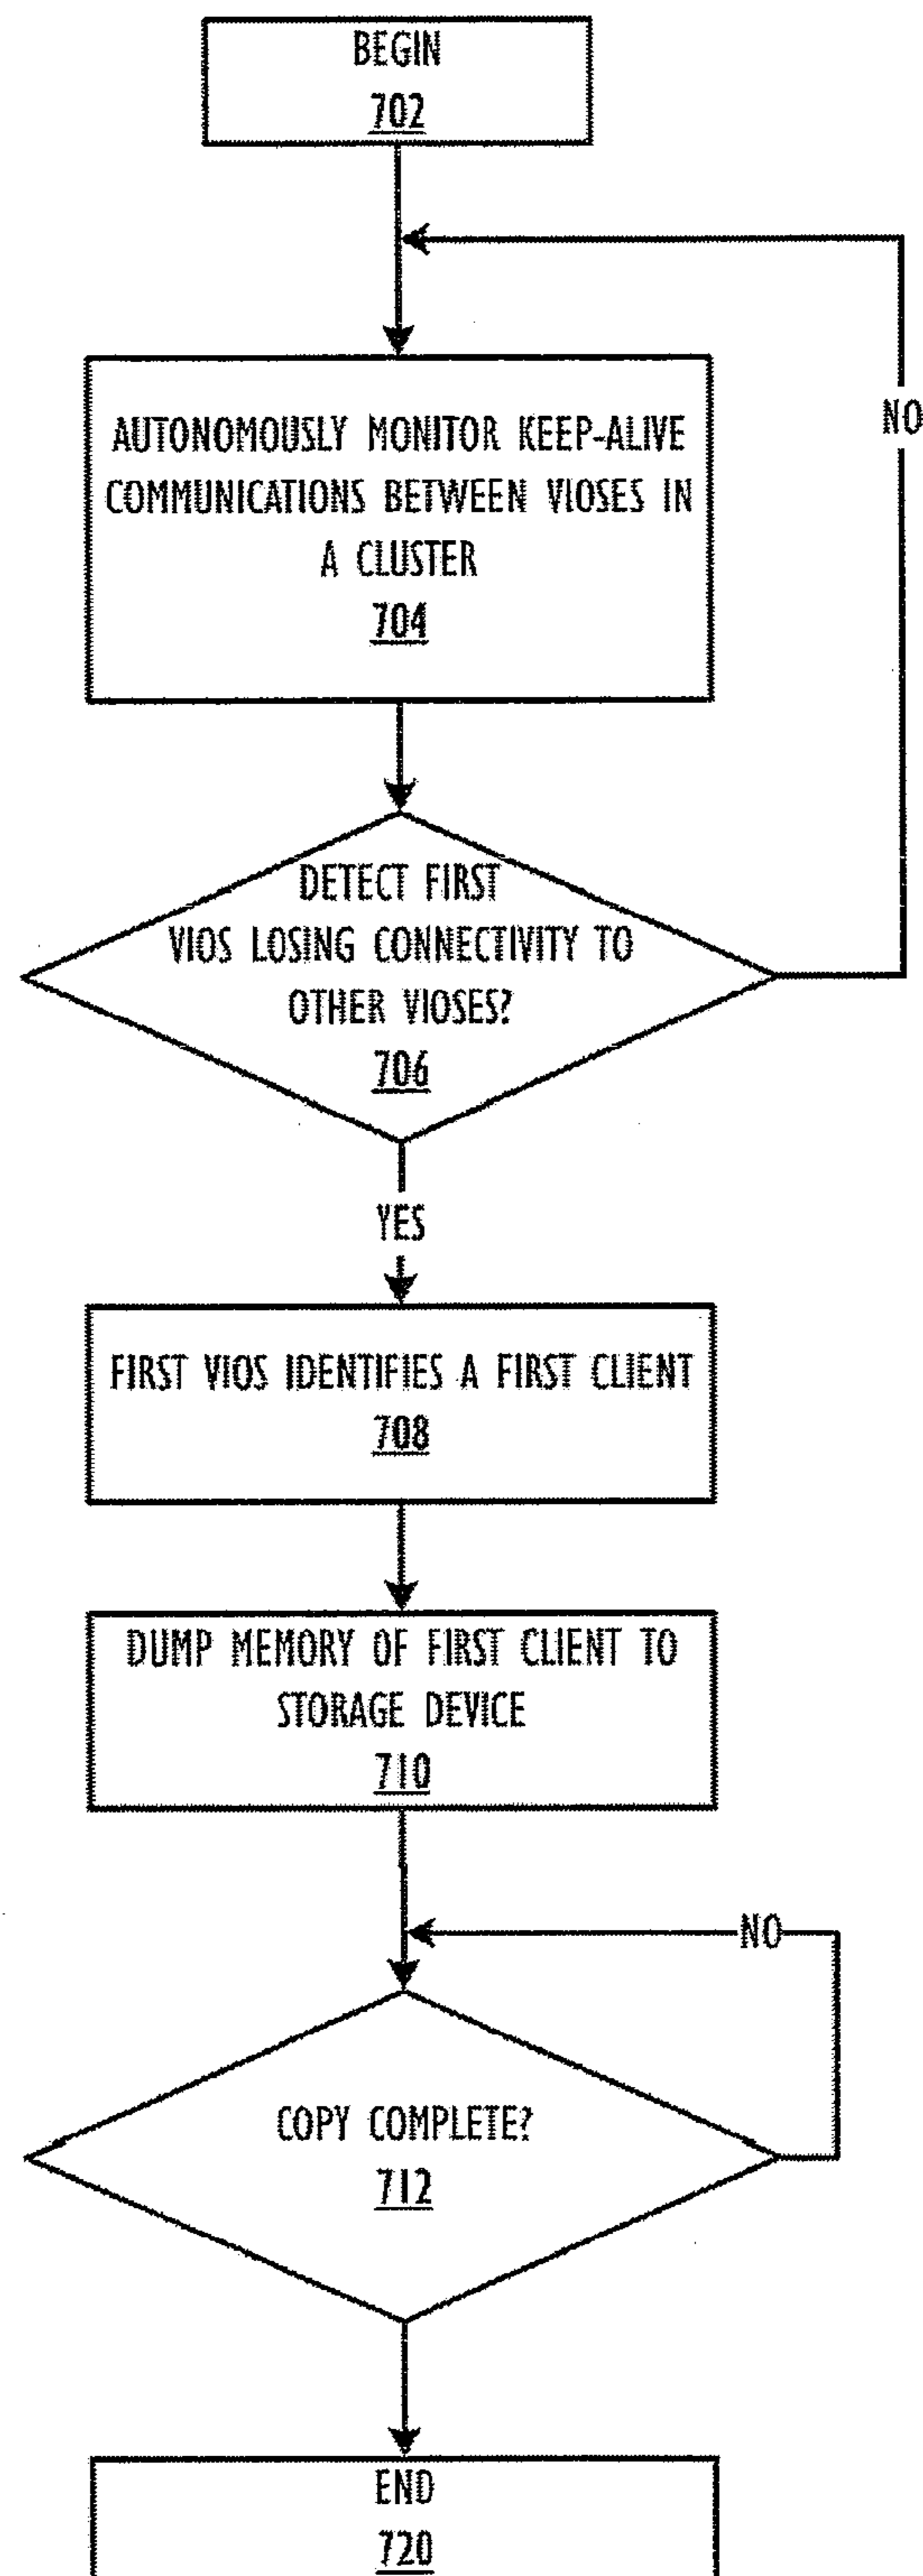 BEGIN
702
NO
AUTONOMOUSLY MONITOR KEEP-ALIVE
COMMUNICATIONS BETWEEN VIOSES IN
A CLUSTER
704
DETECT FIRST
VIOS LOSING CONNECTIVITY TO
OTHER VIOSES?
706
YES
FIRST VIOS IDENTIFIES A FIRST CLIENT
708
DUMP MEMORY OF FIRST CLIENT TO
STORAGE DEVICE
710
NO
COPY COMPLETE?
712
END
720